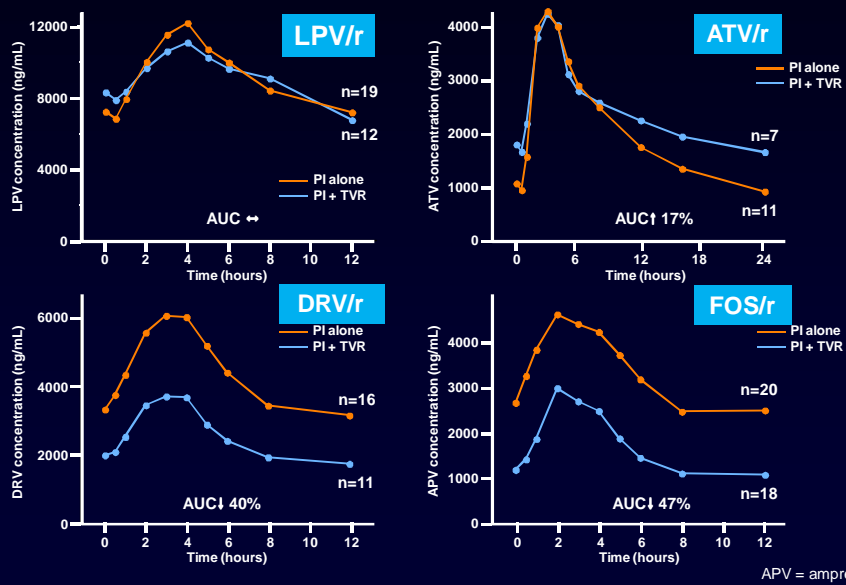 LPV/r
LPV concentration (ng/mL)
12000
8000
4000
0
n=19
n=12
PI alone
PI + TVR
AUC ↔
0
2
4
6
8
10
12
Time (hours)
ATV/r
ATV concentration (ng/mL)
4000
3000
2000
1000
0
PI alone
PI + TVR
n=7
n=11
AUC↑ 17%
0
6
12
18
24
Time (hours)
DRV/r
DRV concentration (ng/mL)
6000
4000
2000
0
PI alone
PI + TVR
n=16
n=11
AUC↓ 40%
0
2
4
6
8
10
12
Time (hours)
FOS/r
APV concentration (ng/mL)
4000
3000
2000
1000
0
PI alone
PI + TVR
n=20
n=18
AUC↓ 47%
0
2
4
6
8
10
12
Time (hours)
APV = ampre